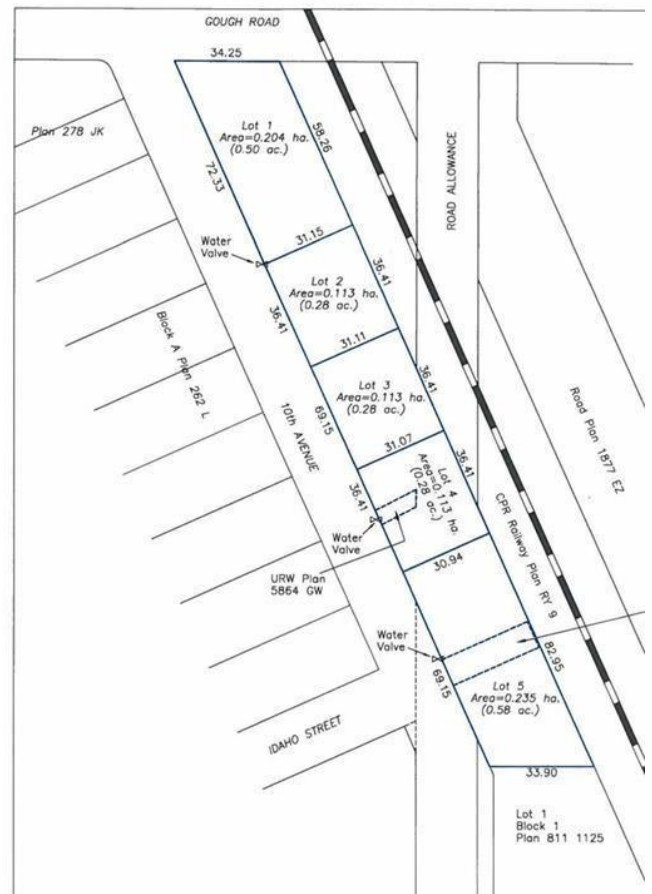 GOUGH ROAD
34.25
Plan 278 JK
Lot 1
Area=0.204 ha.
(0.50 ac.)
58.26
72.33
ROAD ALLOWANCE
31.15
Water
Valve
Lot 2
Area=0.113 ha.
(0.28 ac.)
36.41
36.41
31.11
Block A Plan 262 L
Lot 3
Area=0.113 ha.
(0.28 ac.)
36.41
69.15
10th AVENUE
31.07
Road Plan 1877 EZ
Lot 4
Area=0.113 ha.
(0.28 ac.)
36.41
36.41
Water
Valve
CPR Railway Plan RY 9
30.94
URW Plan
5864 GW
Water
Valve
82.95
69.15
Lot 5
Area=0.235 ha.
(0.58 ac.)
IDAHO STREET
33.90
Lot 1
Block 1
Plan 811 1125